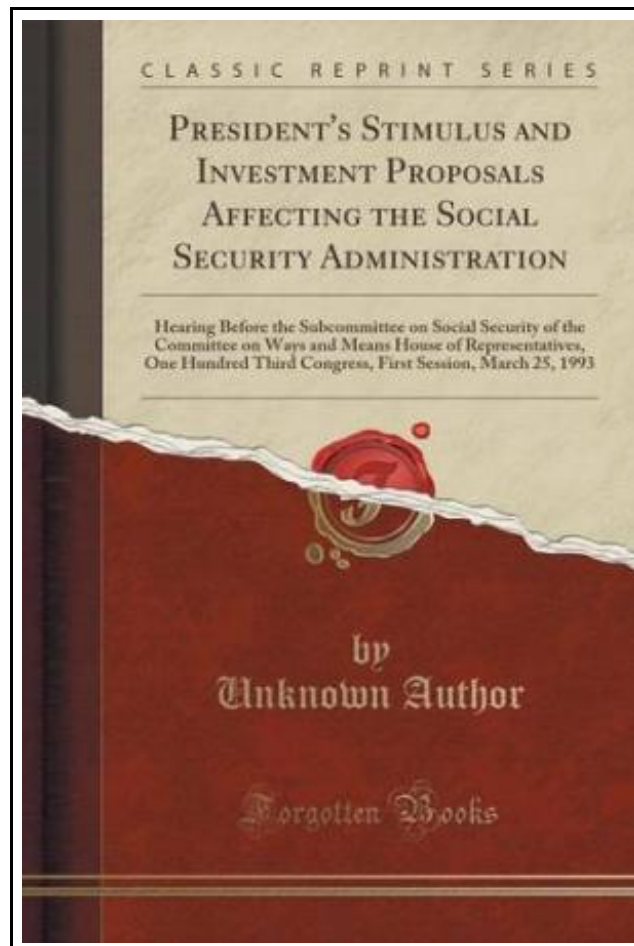 CLASSIC REPRINT SERIES
PRESIDENT'S STIMULUS AND
INVESTMENT PROPOSALS
AFFECTING THE SOCIAL
SECURITY ADMINISTRATION
Hearing Before the Subcommittee on Social Security of the
Committee on Ways and Means House of Representatives,
One Hundred Third Congress, First Session, March 25, 1993
by
Unknown Author
Forgotten Books